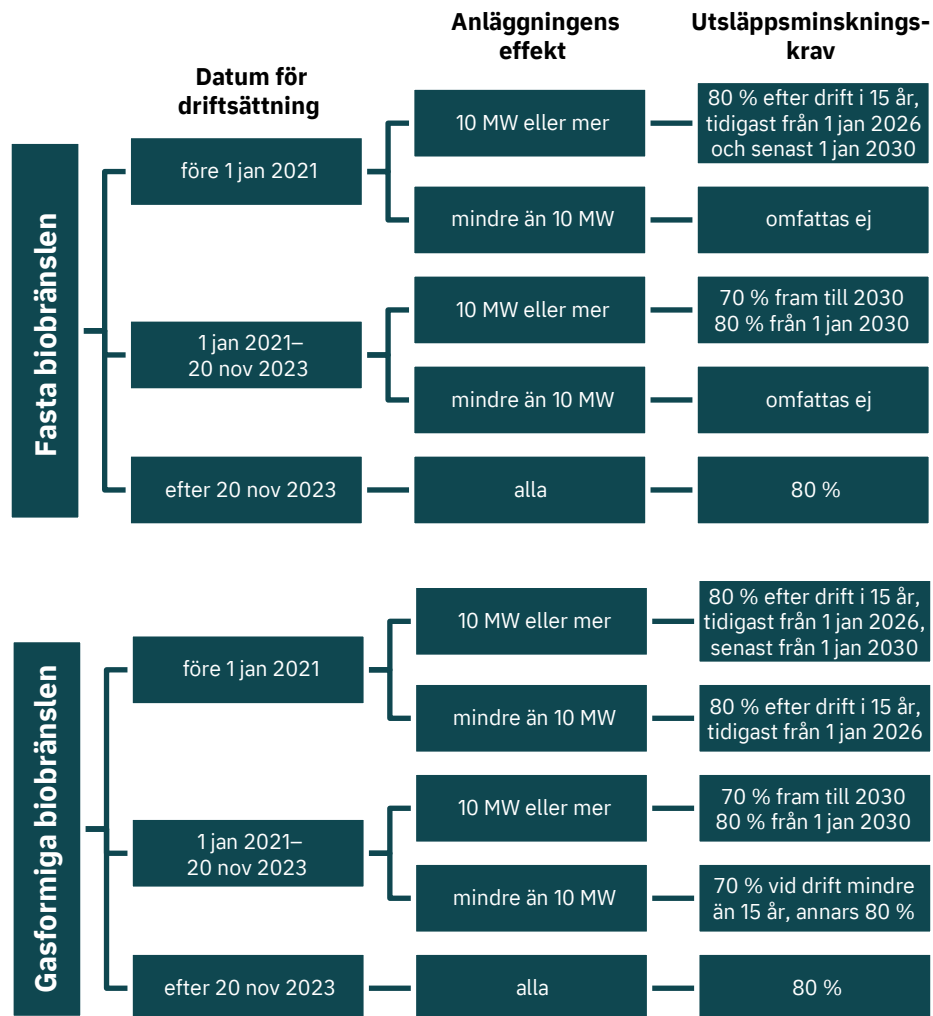 Anläggningens
effekt
Utsläppsminsknings-
krav
Datum för
driftsättning
Fasta biobränslen
före 1 jan 2021
10 MW eller mer
80 % efter drift i 15 år,
tidigast från 1 jan 2026
och senast 1 jan 2030
mindre än 10 MW
omfattas ej
1 jan 2021–
20 nov 2023
10 MW eller mer
70 % fram till 2030
80 % från 1 jan 2030
mindre än 10 MW
omfattas ej
efter 20 nov 2023
alla
80 %
Gasformiga biobränslen
före 1 jan 2021
10 MW eller mer
80 % efter drift i 15 år,
tidigast från 1 jan 2026,
senast från 1 jan 2030
mindre än 10 MW
80 % efter drift i 15 år,
tidigast från 1 jan 2026
1 jan 2021–
20 nov 2023
10 MW eller mer
70 % fram till 2030
80 % från 1 jan 2030
mindre än 10 MW
70 % vid drift mindre
än 15 år, annars 80 %
efter 20 nov 2023
alla
80 %